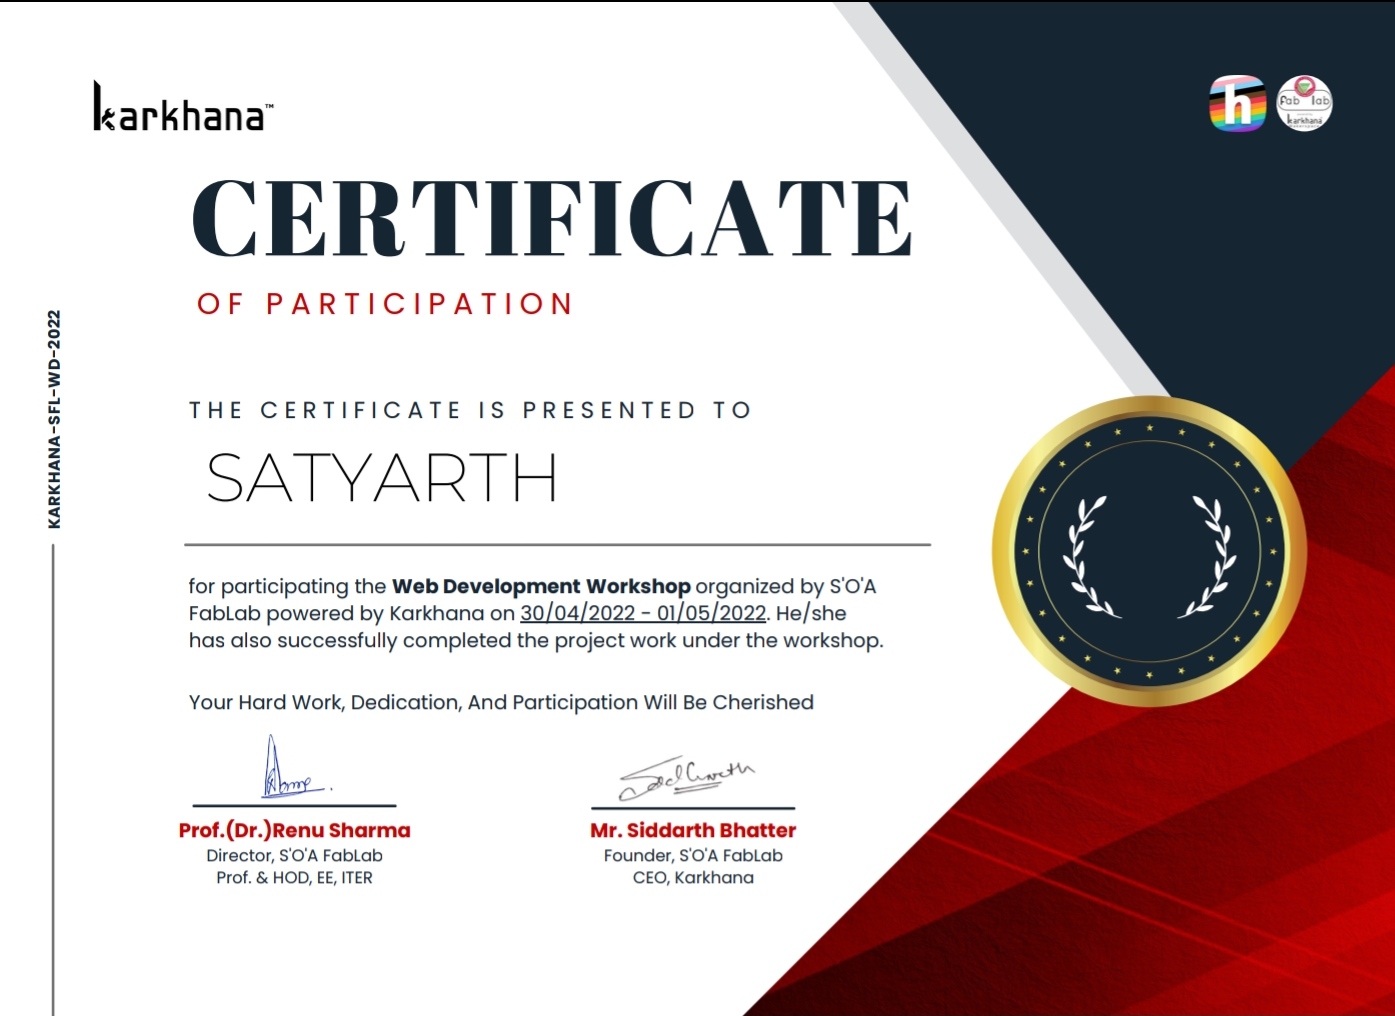 karkhana™
h
fab lab
karkhana
CERTIFICATE
OF PARTICIPATION
KARKHANA-SFL-WD-2022
THE CERTIFICATE IS PRESENTED TO
SATYARTH
for participating the Web Development Workshop organized by S'O'A
FabLab powered by Karkhana on 30/04/2022 - 01/05/2022. He/she
has also successfully completed the project work under the workshop.
Your Hard Work, Dedication, And Participation Will Be Cherished
Prof.(Dr.)Renu Sharma
Director, S'O'A FabLab
Prof. & HOD, EE, ITER
Mr. Siddarth Bhatter
Founder, S'O'A FabLab
CEO, Karkhana